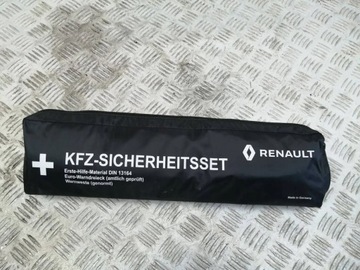 KFZ-SICHERHEITSSET
RENAULT
Erste-Hilfe-Material DIN 13164
Euro-Warndreieck (amtlich geprüft)
Warnweste (genormt)
Made in Germany